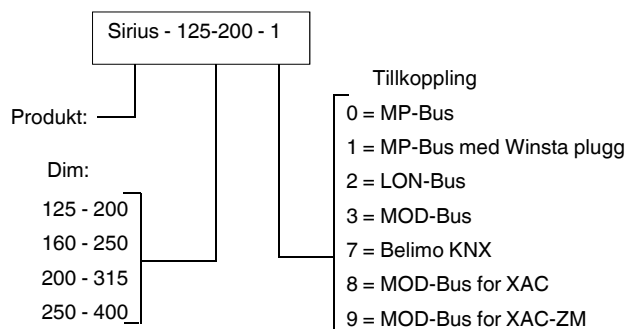 Sirius - 125-200 - 1
Produkt:
Dim:
125 - 200
160 - 250
200 - 315
250 - 400
Tillkoppling
0 = MP-Bus
1 = MP-Bus med Winsta plugg
2 = LON-Bus
3 = MOD-Bus
7 = Belimo KNX
8 = MOD-Bus for XAC
9 = MOD-Bus for XAC-ZM